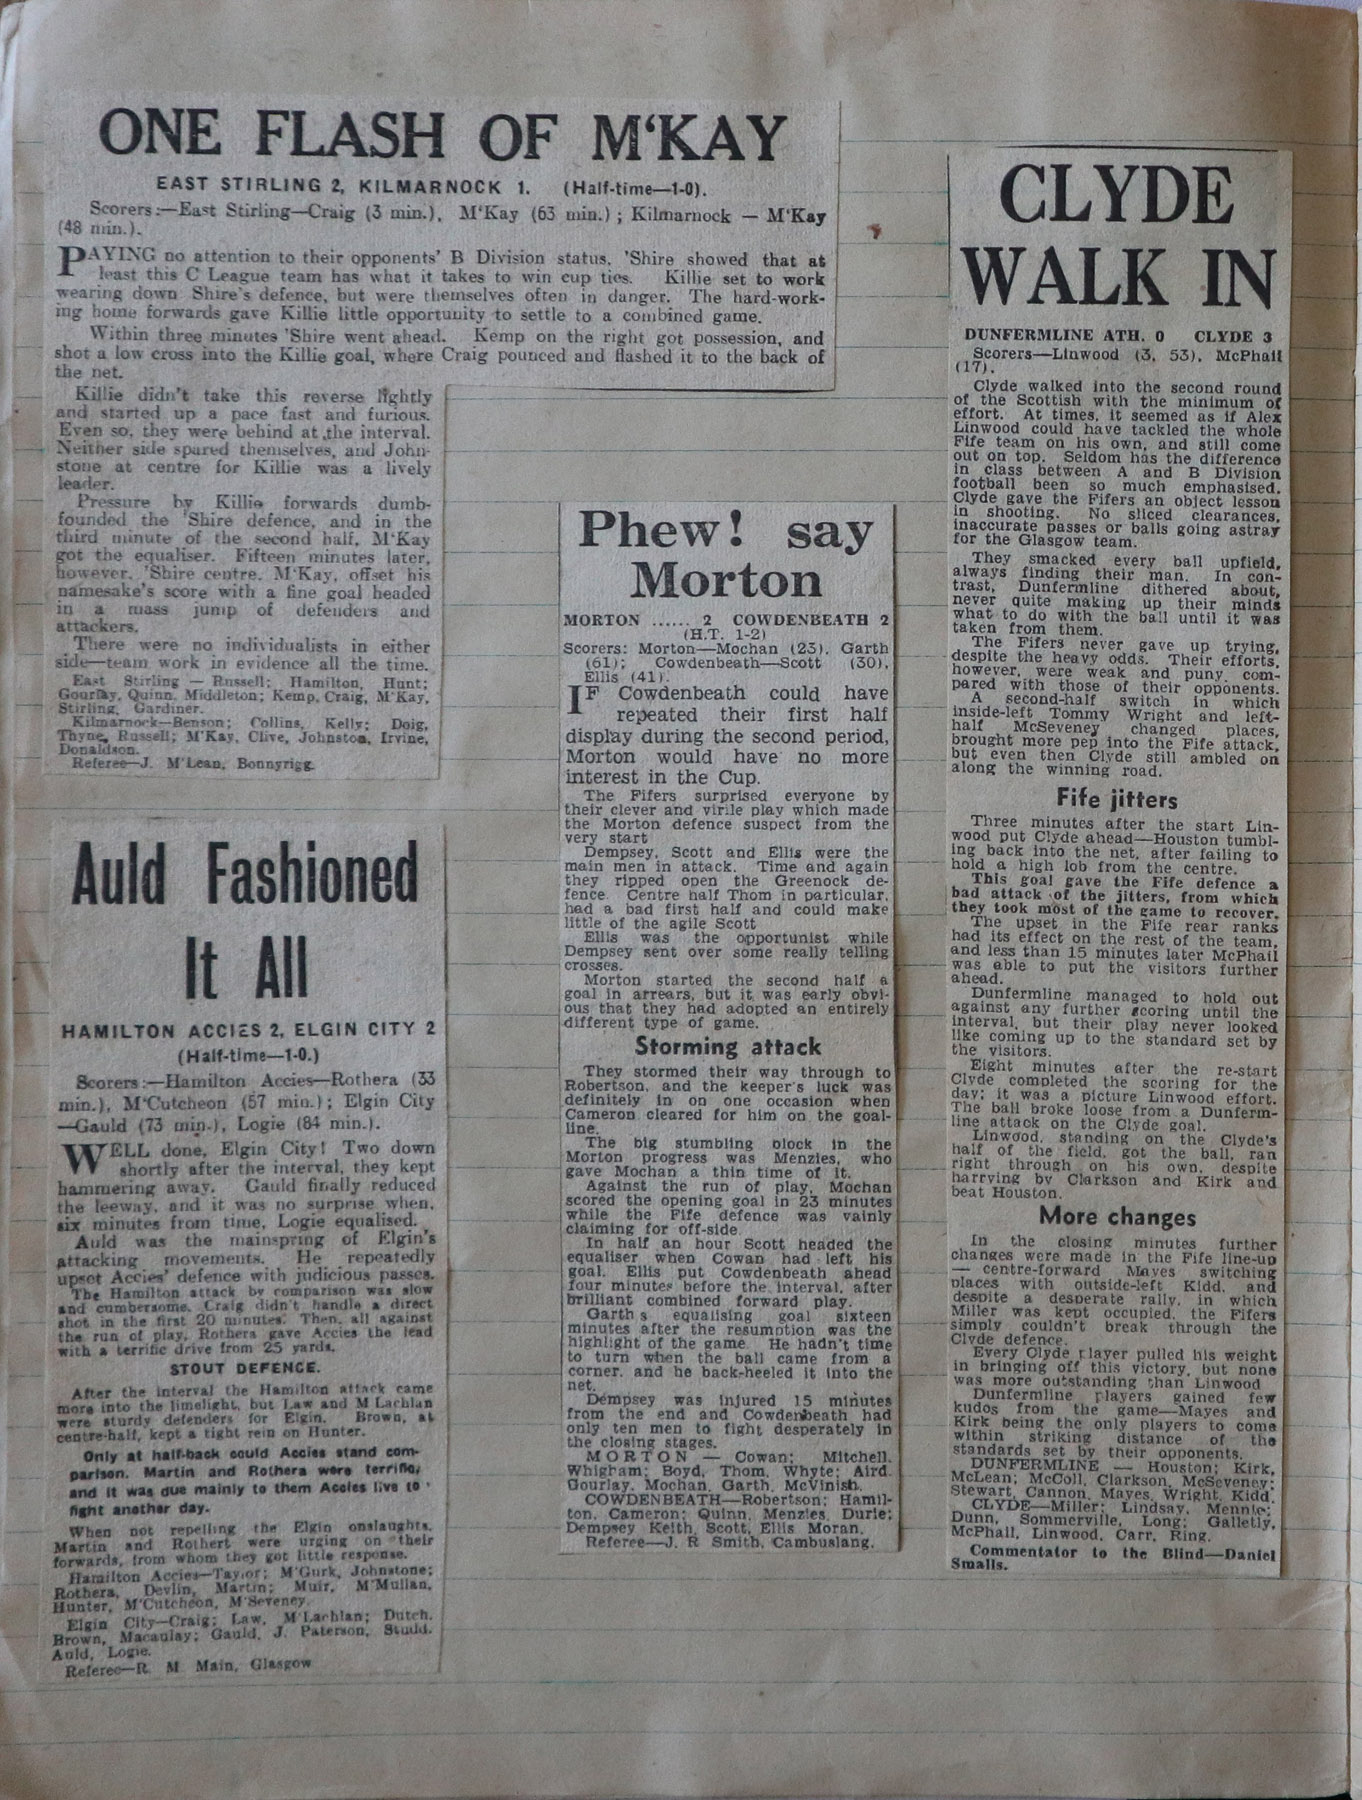 ONE FLASH OF M'KAY
EAST STIRLING 2, KILMARNOCK 1. (Half-time—1-0).
Scorers:—East Stirling—Craig (3 min.), M'Kay (63 min.); Kilmarnock — M'Kay
(48 min.).
PAYING no attention to their opponents' B Division status, 'Shire showed that at
least this C League team has what it takes to win cup ties. Killie set to work
wearing down Shire's defence, but were themselves often in danger. The hard-work-
ing home forwards gave Killie little opportunity to settle to a combined game.
Within three minutes 'Shire went ahead. Kemp on the right got possession, and
shot a low cross into the Killie goal, where Craig pounced and flashed it to the back of
the net.
Killie didn't take this reverse lightly
and started up a pace fast and furious.
Even so, they were behind at the interval.
Neither side spared themselves, and John-
stone at centre for Killie was a lively
leader.
Pressure by Killie forwards dumb-
founded the 'Shire defence, and in the
third minute of the second half, M'Kay
got the equaliser. Fifteen minutes later,
however, 'Shire centre, M'Kay, offset his
namesake's score with a fine goal headed
in a mass jump of defenders and
attackers.
There were no individualists in either
side—team work in evidence all the time.
East Stirling — Russell; Hamilton, Hunt;
Gourlay, Quinn, Middleton; Kemp, Craig, M'Kay,
Stirling, Gardiner.
Kilmarnock—Benson; Collins, Kelly; Doig,
Thyne, Russell; M'Kay, Clive, Johnston, Irvine,
Donaldson.
Referee—J. M'Lean, Bonnyrigg.
Auld Fashioned
It All
HAMILTON ACCIES 2, ELGIN CITY 2
(Half-time—1-0.)
Scorers:—Hamilton Accies—Rothera (33
min.), M'Cutcheon (57 min.); Elgin City
—Gauld (73 min.), Logie (84 min.).
WELL done, Elgin City! Two down
shortly after the interval, they kept
hammering away. Gauld finally reduced
the leeway, and it was no surprise when,
six minutes from time, Logie equalised.
Auld was the mainspring of Elgin's
attacking movements. He repeatedly
upset Accies' defence with judicious passes.
The Hamilton attack by comparison was slow
and cumbersome. Craig didn't handle a direct
shot in the first 20 minutes. Then, all against
the run of play, Rothera gave Accies the lead
with a terrific drive from 25 yards.
STOUT DEFENCE.
After the interval the Hamilton attack came
more into the limelight, but Law and M'Lachlan
were sturdy defenders for Elgin. Brown, at
centre-half, kept a tight rein on Hunter.
Only at half-back could Accies stand com-
parison. Martin and Rothera were terrific,
and it was due mainly to them Accies live to
fight another day.
When not repelling the Elgin onslaughts,
Martin and Rothert were urging on their
forwards, from whom they got little response.
Hamilton Accies—Taylor; M'Gurk, Johnstone;
Rothera, Devlin, Martin; Muir, M'Mullan,
Hunter, M'Cutcheon, M'Seveney.
Elgin City—Craig; Law, M'Lachlan; Dutch,
Brown, Macaulay; Gauld, J. Paterson, Studd,
Auld, Logie.
Referee—R. M Main, Glasgow
Phew! say
Morton
MORTON ...... 2 COWDENBEATH 2
(H.T. 1-2)
Scorers: Morton—Mochan (23), Garth
(61); Cowdenbeath—Scott (30),
Ellis (41).
IF Cowdenbeath could have
repeated their first half
display during the second period,
Morton would have no more
interest in the Cup.
The Fifers surprised everyone by
their clever and virile play which made
the Morton defence suspect from the
very start
Dempsey, Scott and Ellis were the
main men in attack. Time and again
they ripped open the Greenock de-
fence. Centre half Thom in particular,
had a bad first half and could make
little of the agile Scott
Ellis was the opportunist while
Dempsey sent over some really telling
crosses.
Morton started the second half a
goal in arrears, but it was early obvi-
ous that they had adopted an entirely
different type of game.
Storming attack
They stormed their way through to
Robertson, and the keeper's luck was
definitely in on one occasion when
Cameron cleared for him on the goal-
line.
The big stumbling block in the
Morton progress was Menzies, who
gave Mochan a thin time of it.
Against the run of play, Mochan
scored the opening goal in 23 minutes
while the Fife defence was vainly
claiming for off-side.
In half an hour Scott headed the
equaliser when Cowan had left his
goal. Ellis put Cowdenbeath ahead
four minutes before the interval, after
brilliant combined forward play.
Garth s equalising goal sixteen
minutes after the resumption was the
highlight of the game. He hadn't time
to turn when the ball came from a
corner, and he back-heeled it into the
net.
Dempsey was injured 15 minutes
from the end and Cowdenbeath had
only ten men to fight desperately in
the closing stages.
MORTON — Cowan; Mitchell,
Whigham; Boyd, Thom, Whyte; Aird,
Gourlay, Mochan, Garth, McVinish.
COWDENBEATH—Robertson; Hamil-
ton, Cameron; Quinn, Menzies, Durie;
Dempsey Keith, Scott, Ellis Moran.
Referee—J. R Smith, Cambuslang.
CLYDE
WALK IN
DUNFERMLINE ATH. 0 CLYDE 3
Scorers—Linwood (3, 53), McPhail
(17).
Clyde walked into the second round
of the Scottish with the minimum of
effort. At times, it seemed as if Alex
Linwood could have tackled the whole
Fife team on his own, and still come
out on top. Seldom has the difference
in class between A and B Division
football been so much emphasised.
Clyde gave the Fifers an object lesson
in shooting. No sliced clearances,
inaccurate passes or balls going astray
for the Glasgow team.
They smacked every ball upfield,
always finding their man. In con-
trast, Dunfermline dithered about,
never quite making up their minds
what to do with the ball until it was
taken from them.
The Fifers never gave up trying,
despite the heavy odds. Their efforts,
however, were weak and puny com-
pared with those of their opponents.
A second-half switch in which
inside-left Tommy Wright and left-
half McSeveney changed places,
brought more pep into the Fife attack,
but even then Clyde still ambled on
along the winning road.
Fife jitters
Three minutes after the start Lin-
wood put Clyde ahead—Houston tumbl-
ing back into the net, after failing to
hold a high lob from the centre.
This goal gave the Fife defence a
bad attack of the jitters, from which
they took most of the game to recover.
The upset in the Fife rear ranks
had its effect on the rest of the team,
and less than 15 minutes later McPhail
was able to put the visitors further
ahead.
Dunfermline managed to hold out
against any further scoring until the
interval, but their play never looked
like coming up to the standard set by
the visitors.
Eight minutes after the re-start
Clyde completed the scoring for the
day; it was a picture Linwood effort.
The ball broke loose from a Dunferm-
line attack on the Clyde goal.
Linwood, standing on the Clyde's
half of the field, got the ball, ran
right through on his own, despite
harrying by Clarkson and Kirk and
beat Houston.
More changes
In the closing minutes further
changes were made in the Fife line-up
— centre-forward Mayes switching
places with outside-left Kidd, and
despite a desperate rally, in which
Miller was kept occupied, the Fifers
simply couldn't break through the
Clyde defence.
Every Clyde player pulled his weight
in bringing off this victory, but none
was more outstanding than Linwood
Dunfermline players gained few
kudos from the game—Mayes and
Kirk being the only players to come
within striking distance of the
standards set by their opponents.
DUNFERMLINE — Houston; Kirk,
McLean; McColl, Clarkson, McSeveney;
Stewart, Cannon, Mayes, Wright, Kidd.
CLYDE—Miller; Lindsay, Mennie;
Dunn, Sommerville, Long; Galletly,
McPhail, Linwood, Carr, Ring.
Commentator to the Blind—Daniel
Smalls.